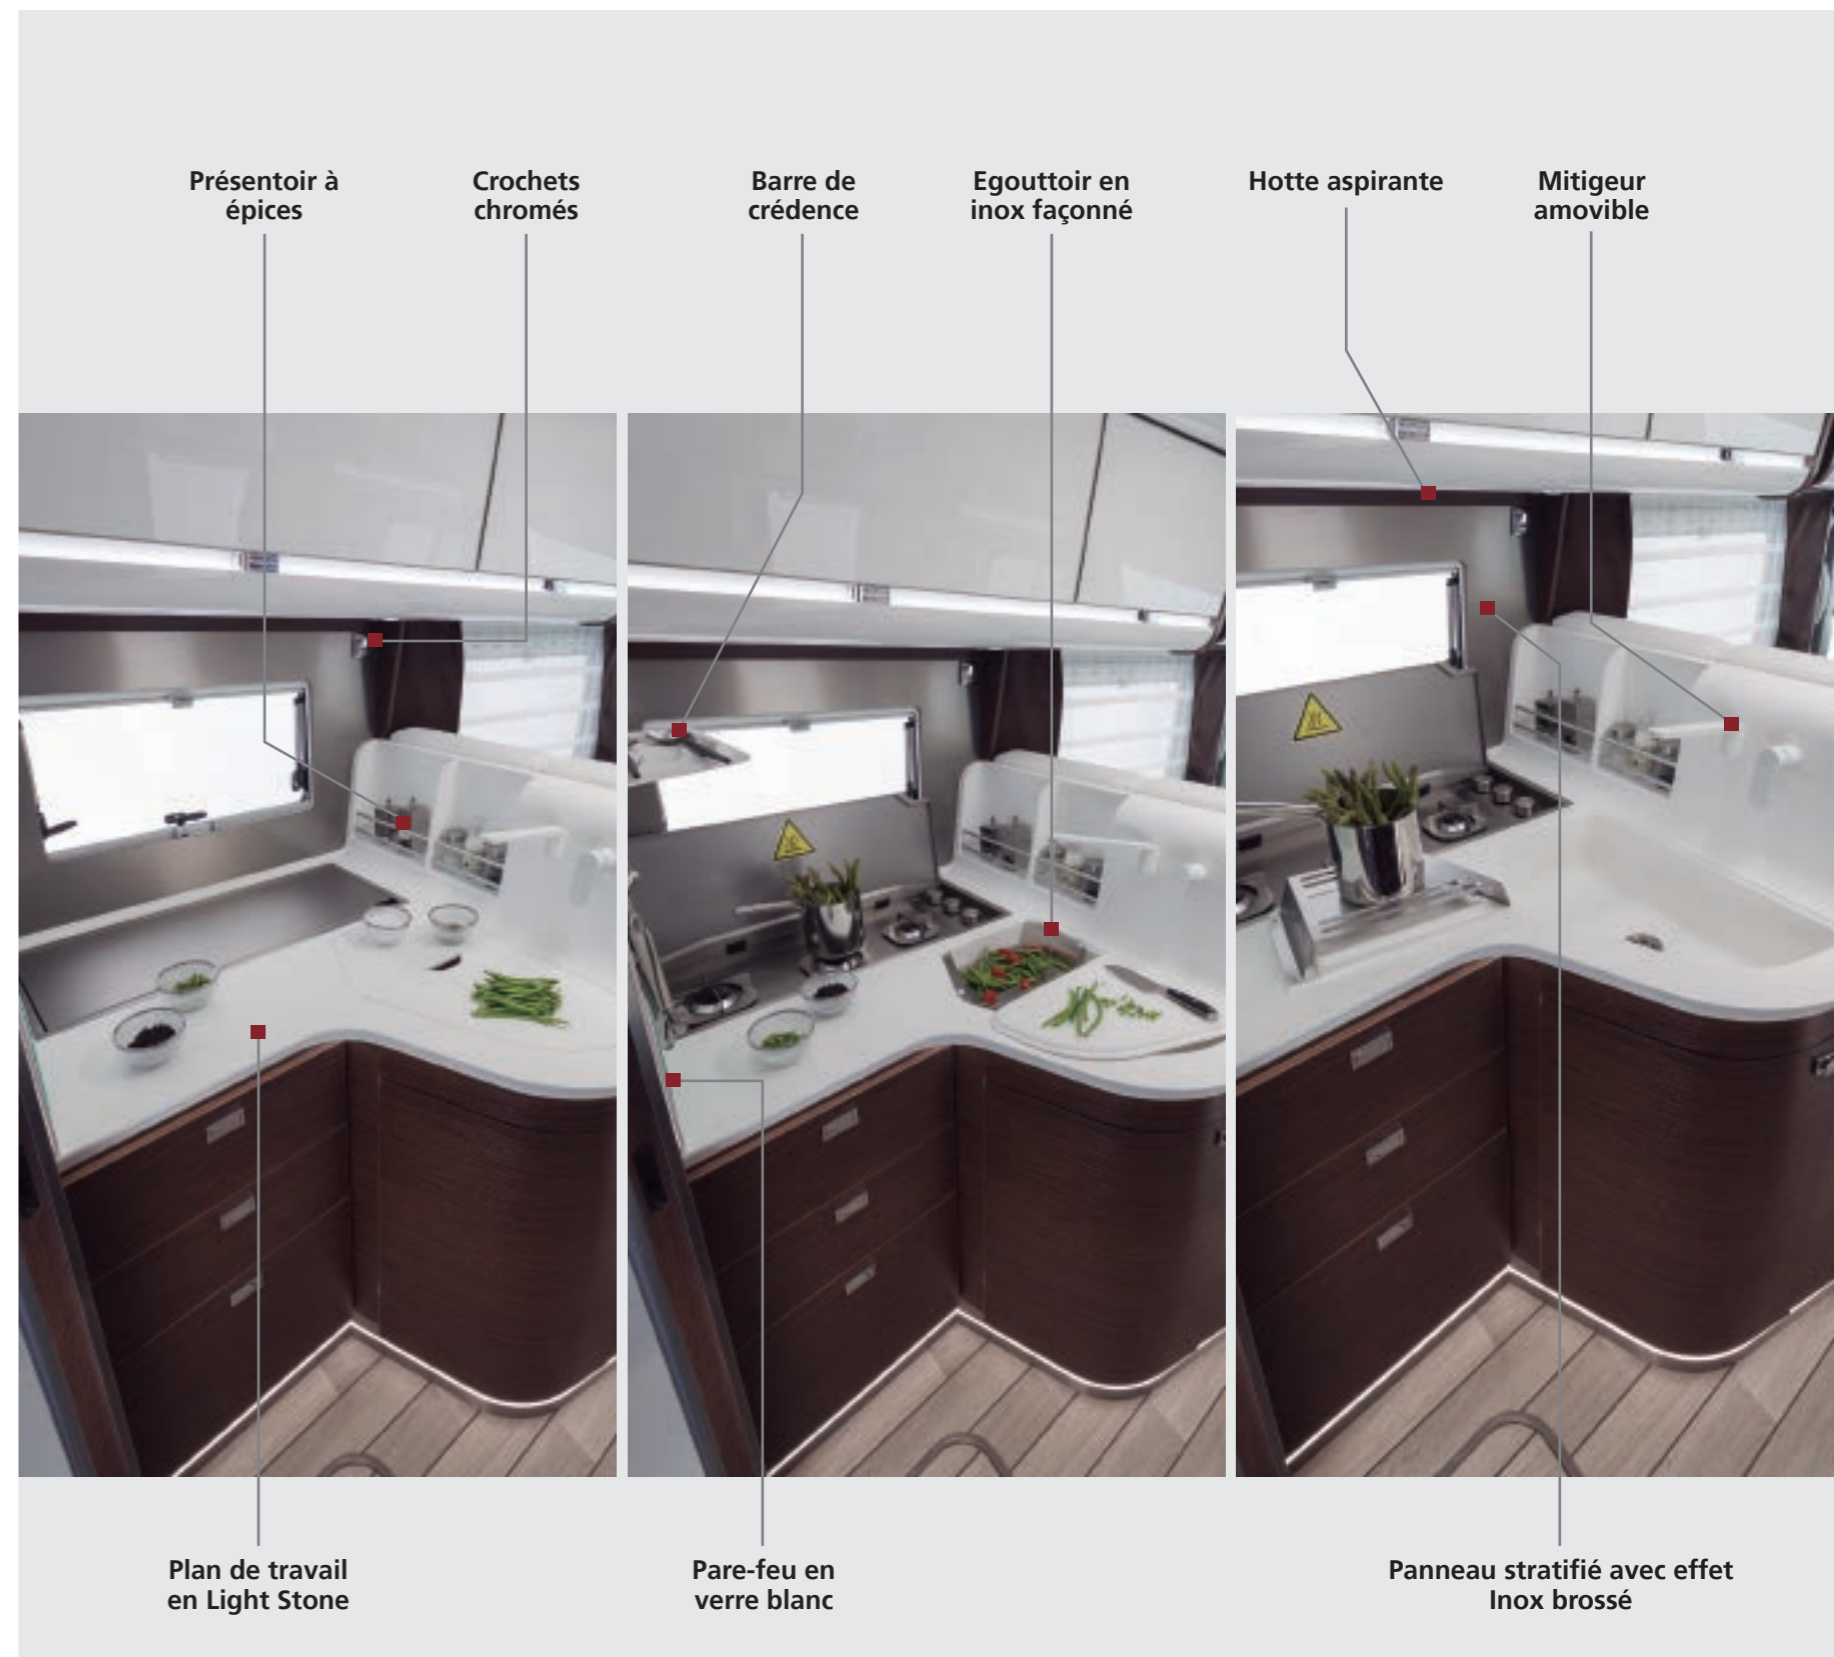 Présentoir à
épices
Crochets
chromés
Barre de
crédence
Egouttoir en
inox façonné
Hotte aspirante
Mitigeur
amovible
Plan de travail
en Light Stone
Pare-feu en
verre blanc
Panneau stratifié avec effet
Inox brossé